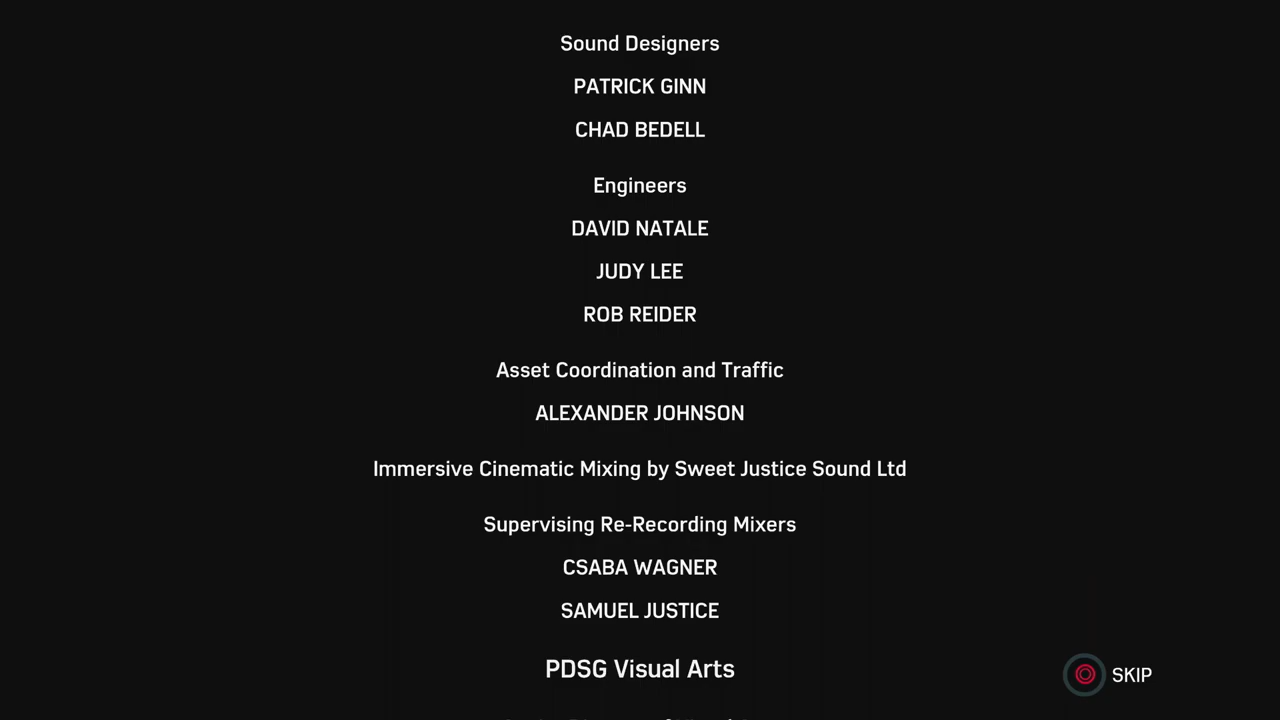 Sound Designers
PATRICK GINN
CHAD BEDELL
Engineers
DAVID NATALE
JUDY LEE
ROB REIDER
Asset Coordination and Traffic
ALEXANDER JOHNSON
Immersive Cinematic Mixing by Sweet Justice Sound Ltd
Supervising Re-Recording Mixers
CSABA WAGNER
SAMUEL JUSTICE
PDSG Visual Arts
SKIP